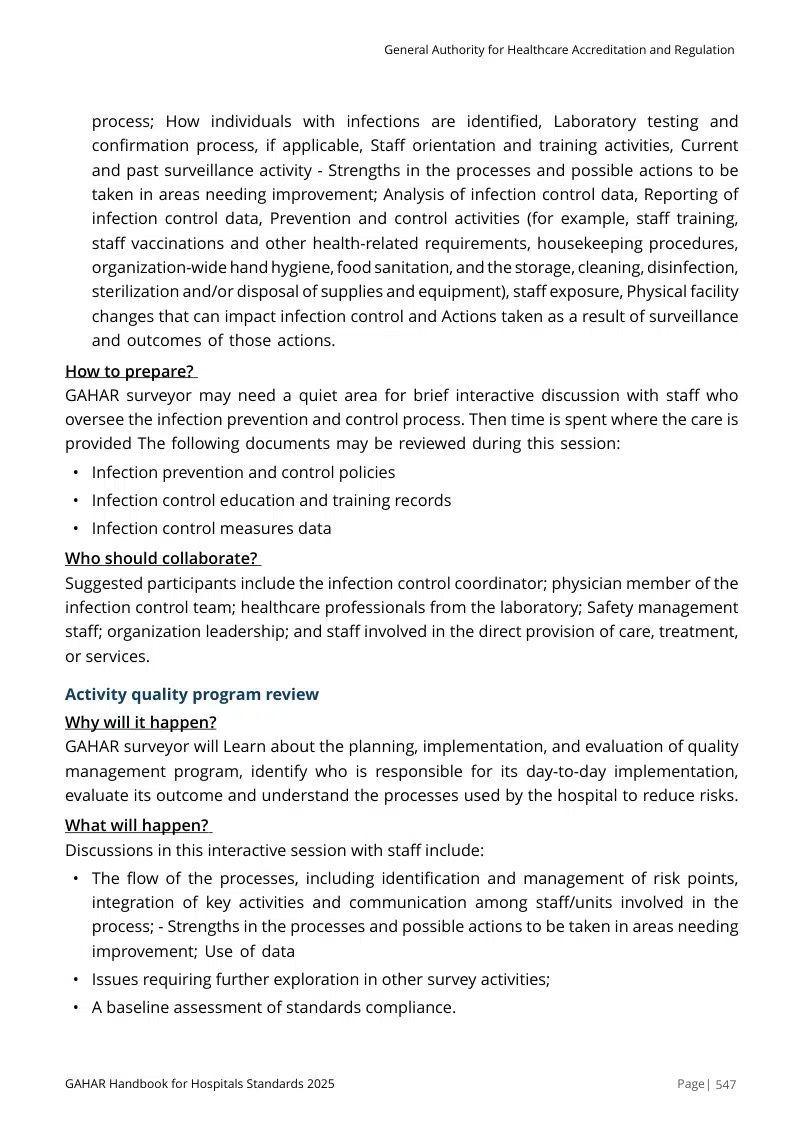 General Authority for Healthcare Accreditation and Regulation
process; How individuals with infections are identified, Laboratory testing and
confirmation process, if applicable, Staff orientation and training activities, Current
and past surveillance activity - Strengths in the processes and possible actions to be
taken in areas needing improvement; Analysis of infection control data, Reporting of
infection control data, Prevention and control activities (for example, staff training,
staff vaccinations and other health-related requirements, housekeeping procedures,
organization-wide hand hygiene, food sanitation, and the storage, cleaning, disinfection,
sterilization and/or disposal of supplies and equipment), staff exposure, Physical facility
changes that can impact infection control and Actions taken as a result of surveillance
and outcomes of those actions.
How to prepare?
GAHAR surveyor may need a quiet area for brief interactive discussion with staff who
oversee the infection prevention and control process. Then time is spent where the care is
provided The following documents may be reviewed during this session:
• Infection prevention and control policies
• Infection control education and training records
• Infection control measures data
Who should collaborate?
Suggested participants include the infection control coordinator; physician member of the
infection control team; healthcare professionals from the laboratory; Safety management
staff; organization leadership; and staff involved in the direct provision of care, treatment,
or services.
Activity quality program review
Why will it happen?
GAHAR surveyor will Learn about the planning, implementation, and evaluation of quality
management program, identify who is responsible for its day-to-day implementation,
evaluate its outcome and understand the processes used by the hospital to reduce risks.
What will happen?
Discussions in this interactive session with staff include:
• The flow of the processes, including identification and management of risk points,
integration of key activities and communication among staff/units involved in the
process; - Strengths in the processes and possible actions to be taken in areas needing
improvement; Use of data
• Issues requiring further exploration in other survey activities;
• A baseline assessment of standards compliance.
GAHAR Handbook for Hospitals Standards 2025
Page| 547